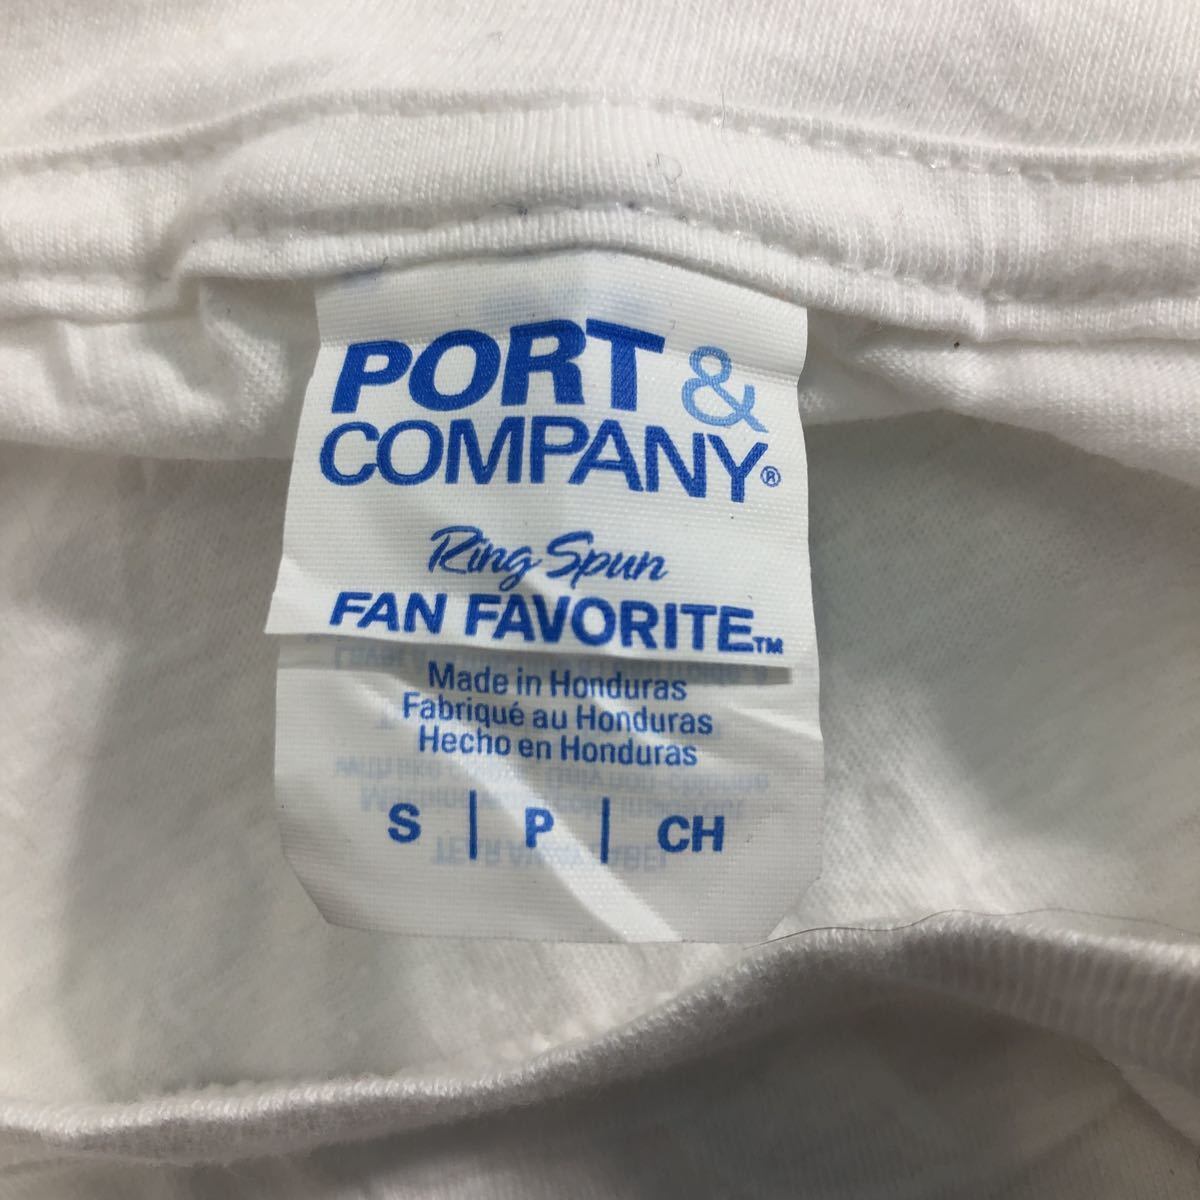 PORT &
COMPANY®
Ring Spun
FAN FAVORITE™
Made in Honduras
Fabriqué au Honduras
Hecho en Honduras
S | P | CH